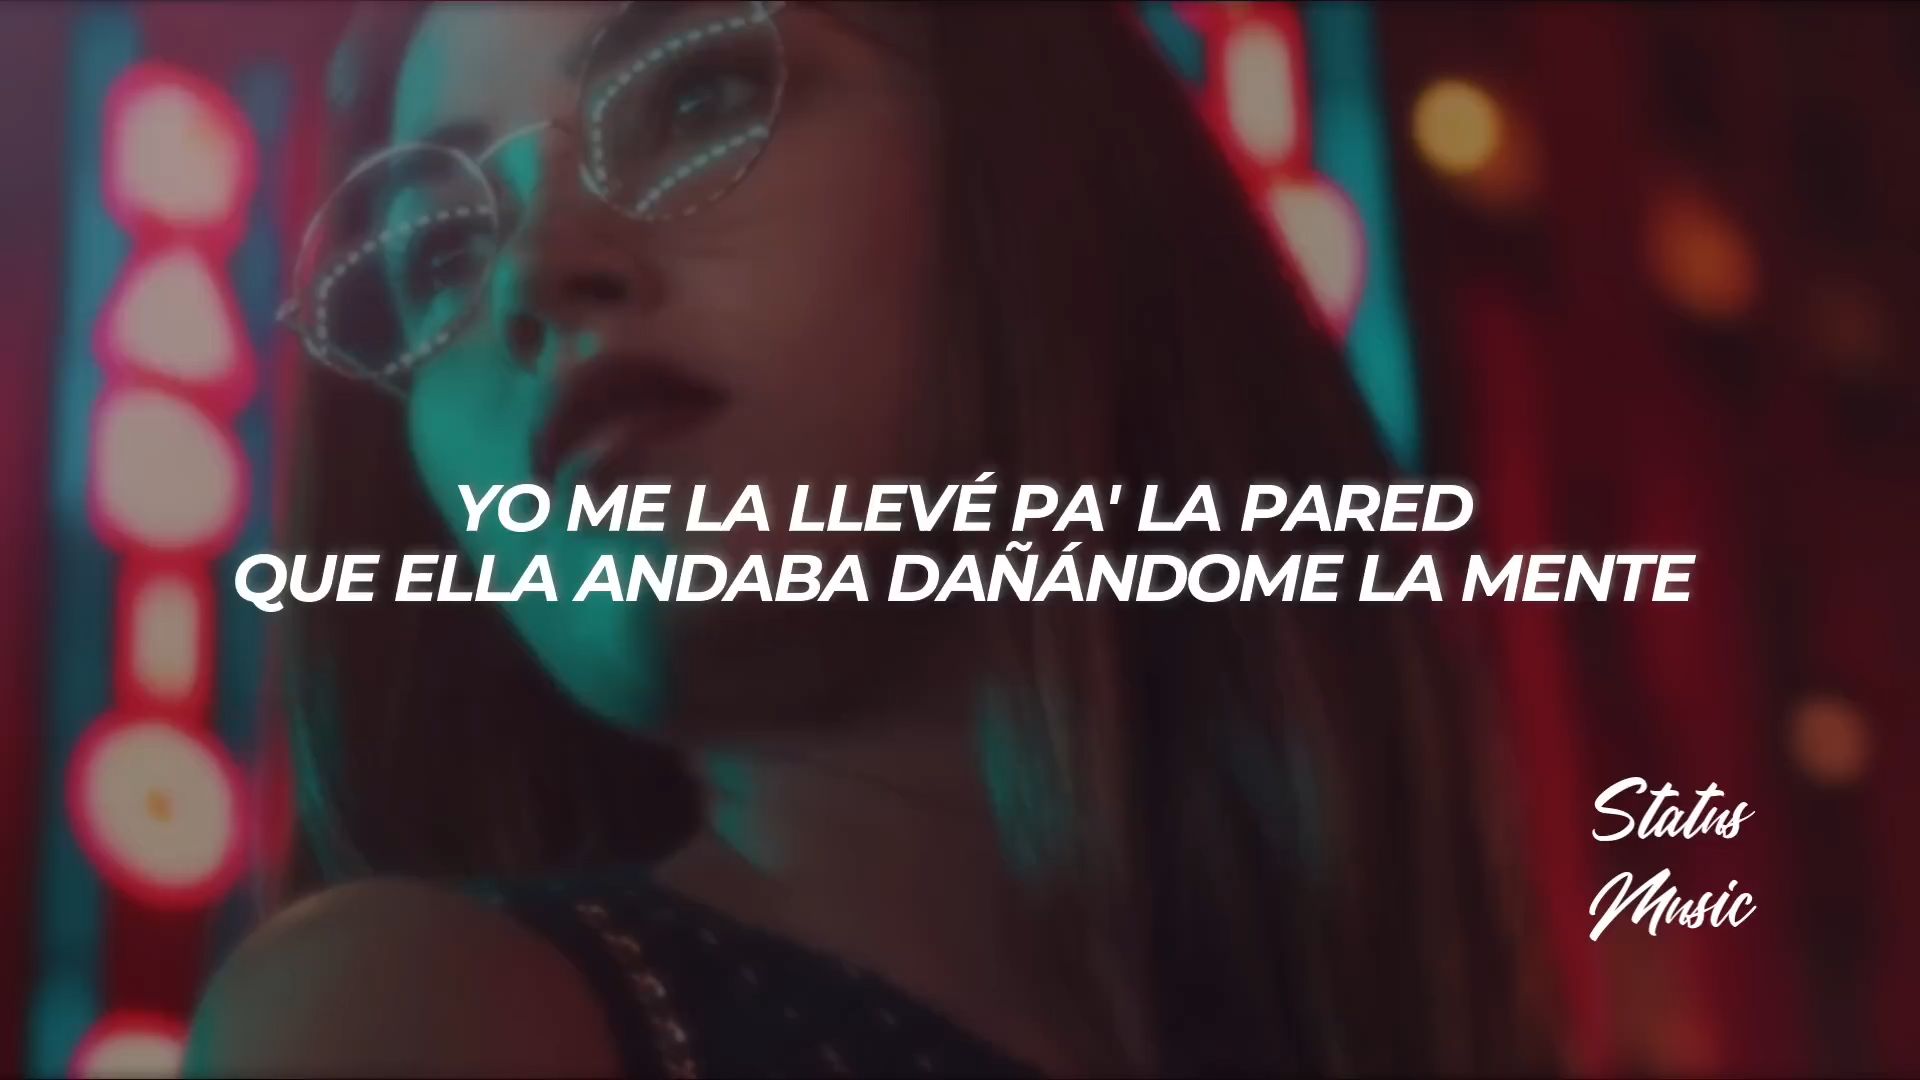 YO ME LA LLEVÉ PA' LA PARED
QUE ELLA ANDABA DAÑÁNDOME LA MENTE
Status
Music